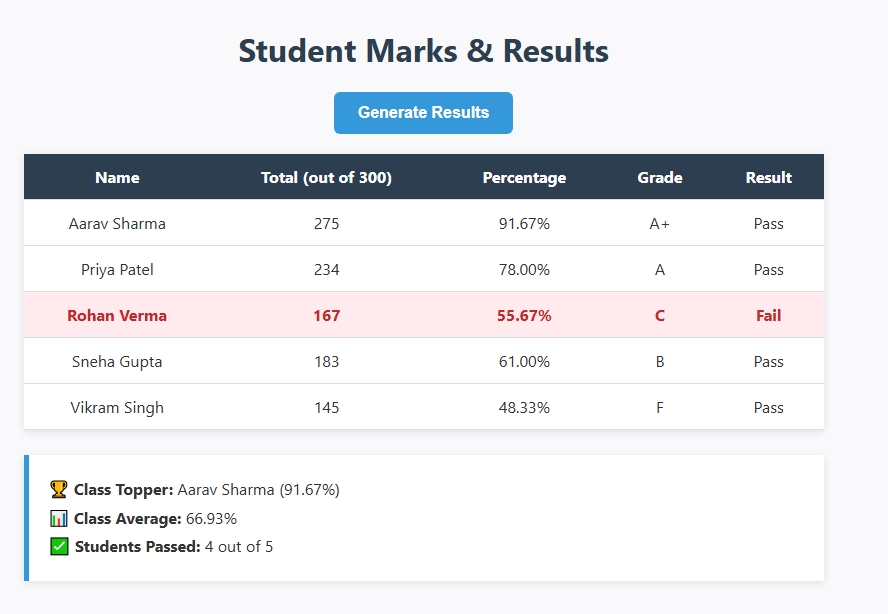 Student Marks & Results
Generate Results
Name Total (out of 300) Percentage Grade Result
Aarav Sharma 275 91.67% A+ Pass
Priya Patel 234 78.00% A Pass
Rohan Verma 167 55.67% C Fail
Sneha Gupta 183 61.00% B Pass
Vikram Singh 145 48.33% F Pass
🏆 Class Topper: Aarav Sharma (91.67%)
📊 Class Average: 66.93%
✅ Students Passed: 4 out of 5